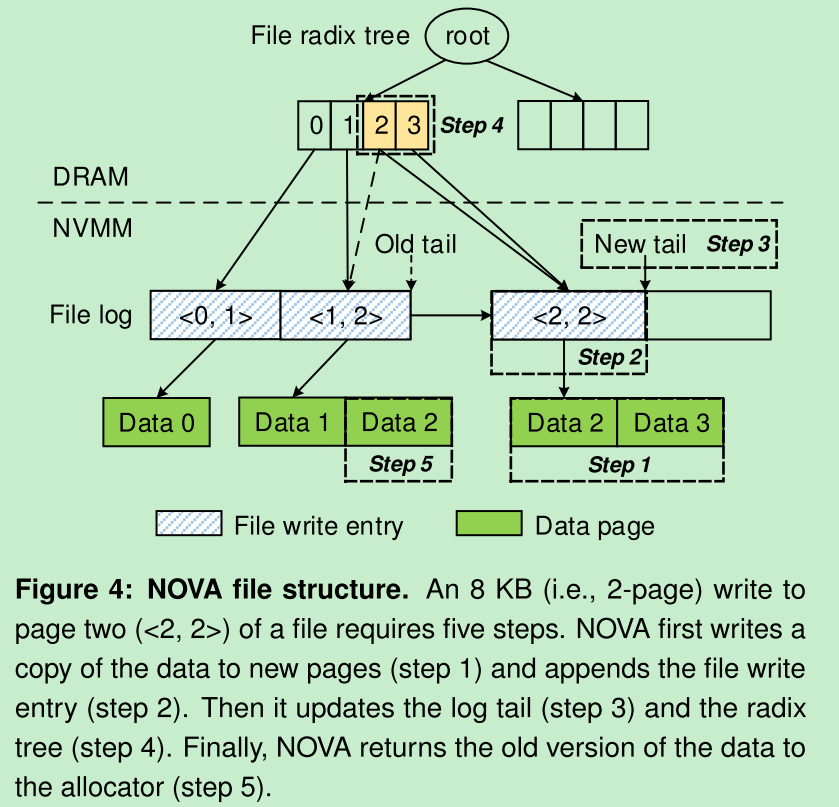 File radix tree root
0 1 2 3 Step 4
DRAM
NVMM
Old tail New tail Step 3
File log <0, 1> <1, 2> <2, 2>
Step 2
Data 0 Data 1 Data 2 Data 2 Data 3
Step 5 Step 1
File write entry Data page
Figure 4: NOVA file structure. An 8 KB (i.e., 2-page) write to
page two (<2, 2>) of a file requires five steps. NOVA first writes a
copy of the data to new pages (step 1) and appends the file write
entry (step 2). Then it updates the log tail (step 3) and the radix
tree (step 4). Finally, NOVA returns the old version of the data to
the allocator (step 5).